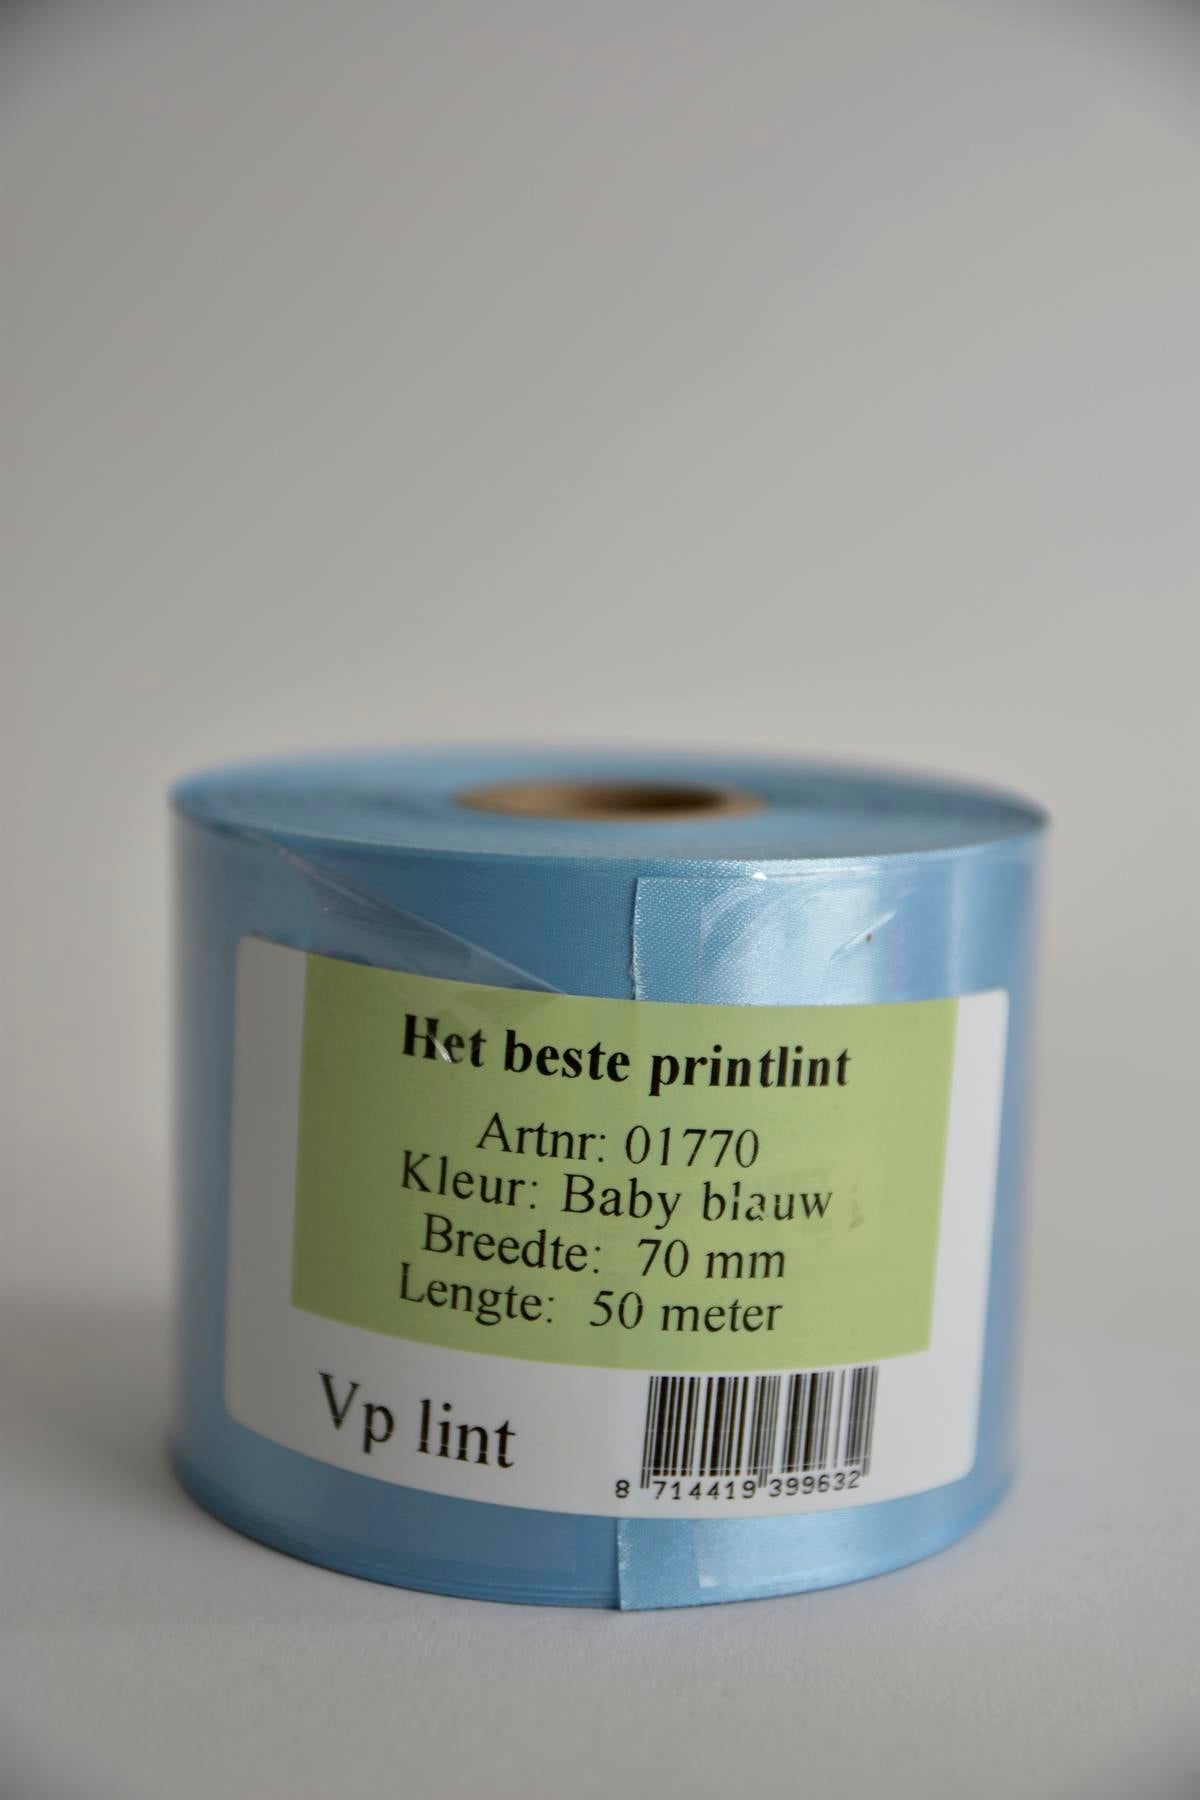 Het beste printlint
Artnr: 01770
Kleur: Baby blauw
Breedte: 70 mm
Lengte: 50 meter
Vp lint
8 714419 399632